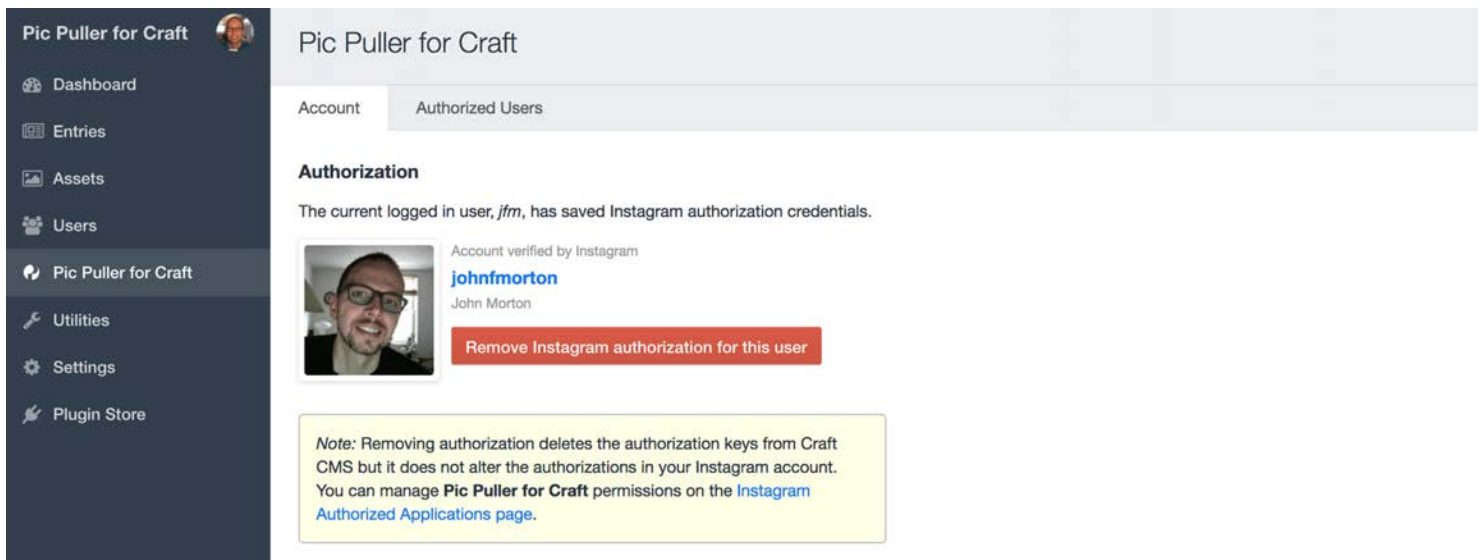 Pic Puller for Craft
Dashboard
Entries
Assets
Users
Pic Puller for Craft
Utilities
Settings
Plugin Store
Pic Puller for Craft
Account
Authorized Users
Authorization
The current logged in user, jfm, has saved Instagram authorization credentials.
Account verified by Instagram
johnfmorton
John Morton
Remove Instagram authorization for this user
Note: Removing authorization deletes the authorization keys from Craft
CMS but it does not alter the authorizations in your Instagram account.
You can manage Pic Puller for Craft permissions on the Instagram
Authorized Applications page.